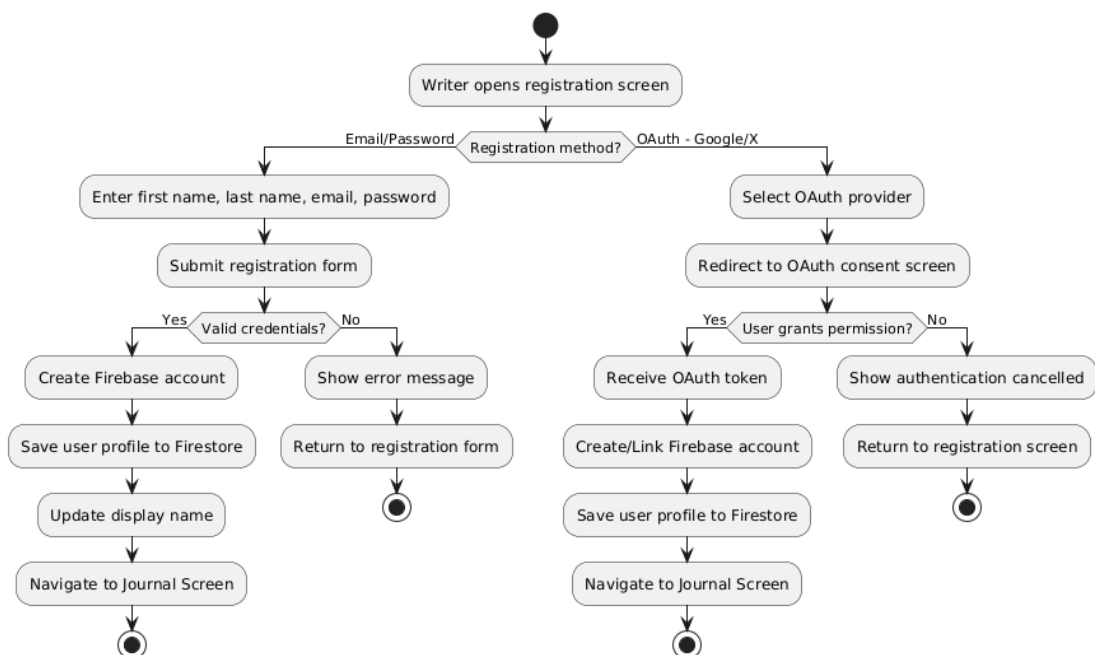 Writer opens registration screen
Email/Password
Registration method?
OAuth - Google/X
Enter first name, last name, email, password
Submit registration form
Yes
Valid credentials?
No
Create Firebase account
Save user profile to Firestore
Update display name
Navigate to Journal Screen
Show error message
Return to registration form
Select OAuth provider
Redirect to OAuth consent screen
Yes
User grants permission?
No
Receive OAuth token
Create/Link Firebase account
Save user profile to Firestore
Navigate to Journal Screen
Show authentication cancelled
Return to registration screen